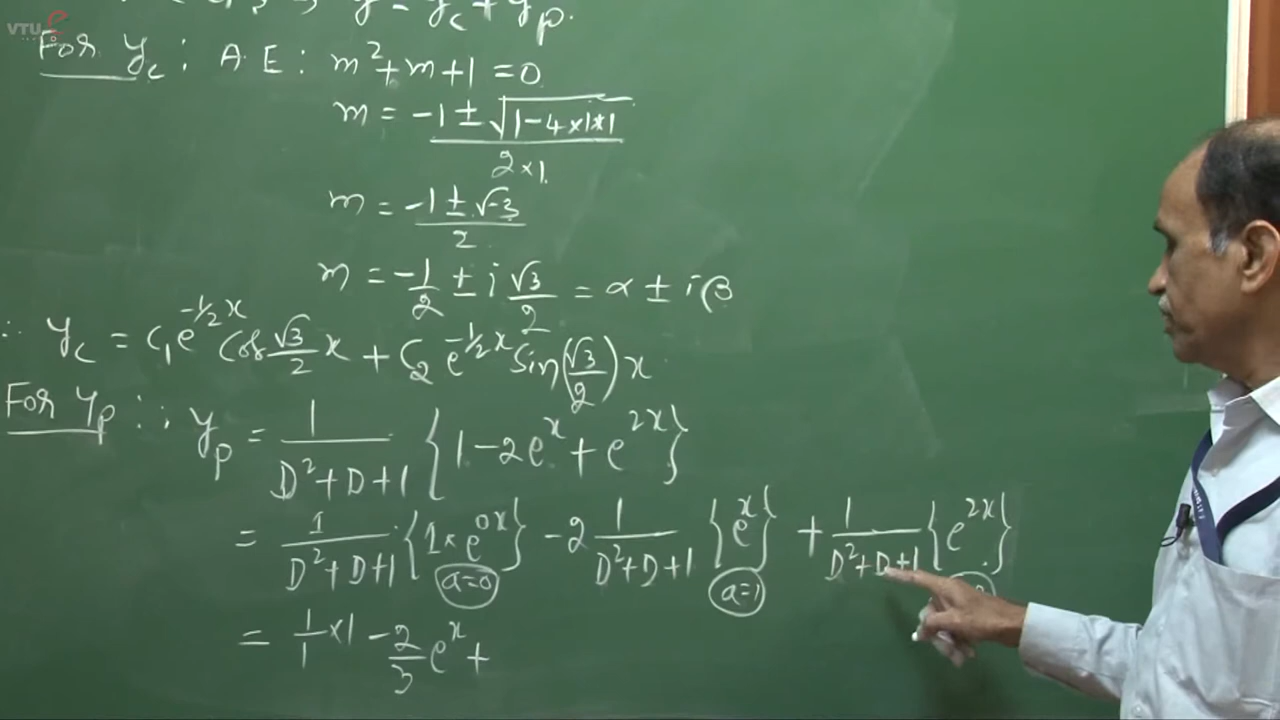 VTU e
y = y_c + y_p.
For y_c : A.E : m² + m + 1 = 0
m = (-1 ± √(1 - 4×1×1)) / (2×1)
m = (-1 ± √-3) / 2
m = -1/2 ± i √3/2 = α ± iβ
∴ y_c = c₁ e^(-1/2 x) cos √3/2 x + c₂ e^(-1/2 x) sin(√3/2) x
For y_p : y_p = 1/(D² + D + 1) {1 - 2e^x + e^(2x)}
= 1/(D² + D + 1) {1 × e^(0x)} - 2 1/(D² + D + 1) {e^x} + 1/(D² + D + 1) {e^(2x)}
a=0 a=1
= 1/1 × 1 - 2/3 e^x +